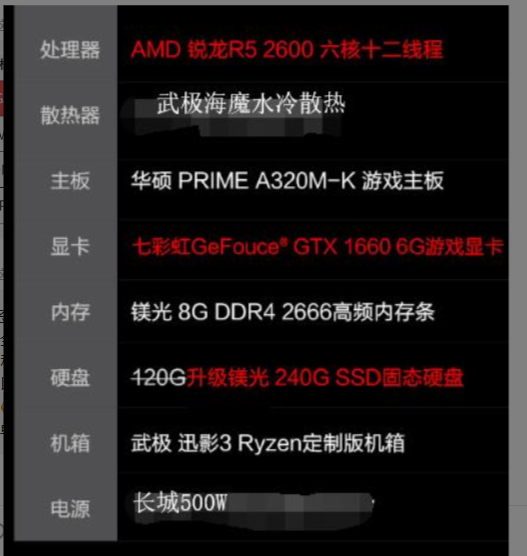 处理器 AMD 锐龙R5 2600 六核十二线程
散热器 武极海魔水冷散热
主板 华硕 PRIME A320M-K 游戏主板
显卡 七彩虹GeFouce® GTX 1660 6G游戏显卡
内存 镁光 8G DDR4 2666高频内存条
硬盘 120G升级镁光 240G SSD固态硬盘
机箱 武极 迅影3 Ryzen定制版机箱
电源 长城500W